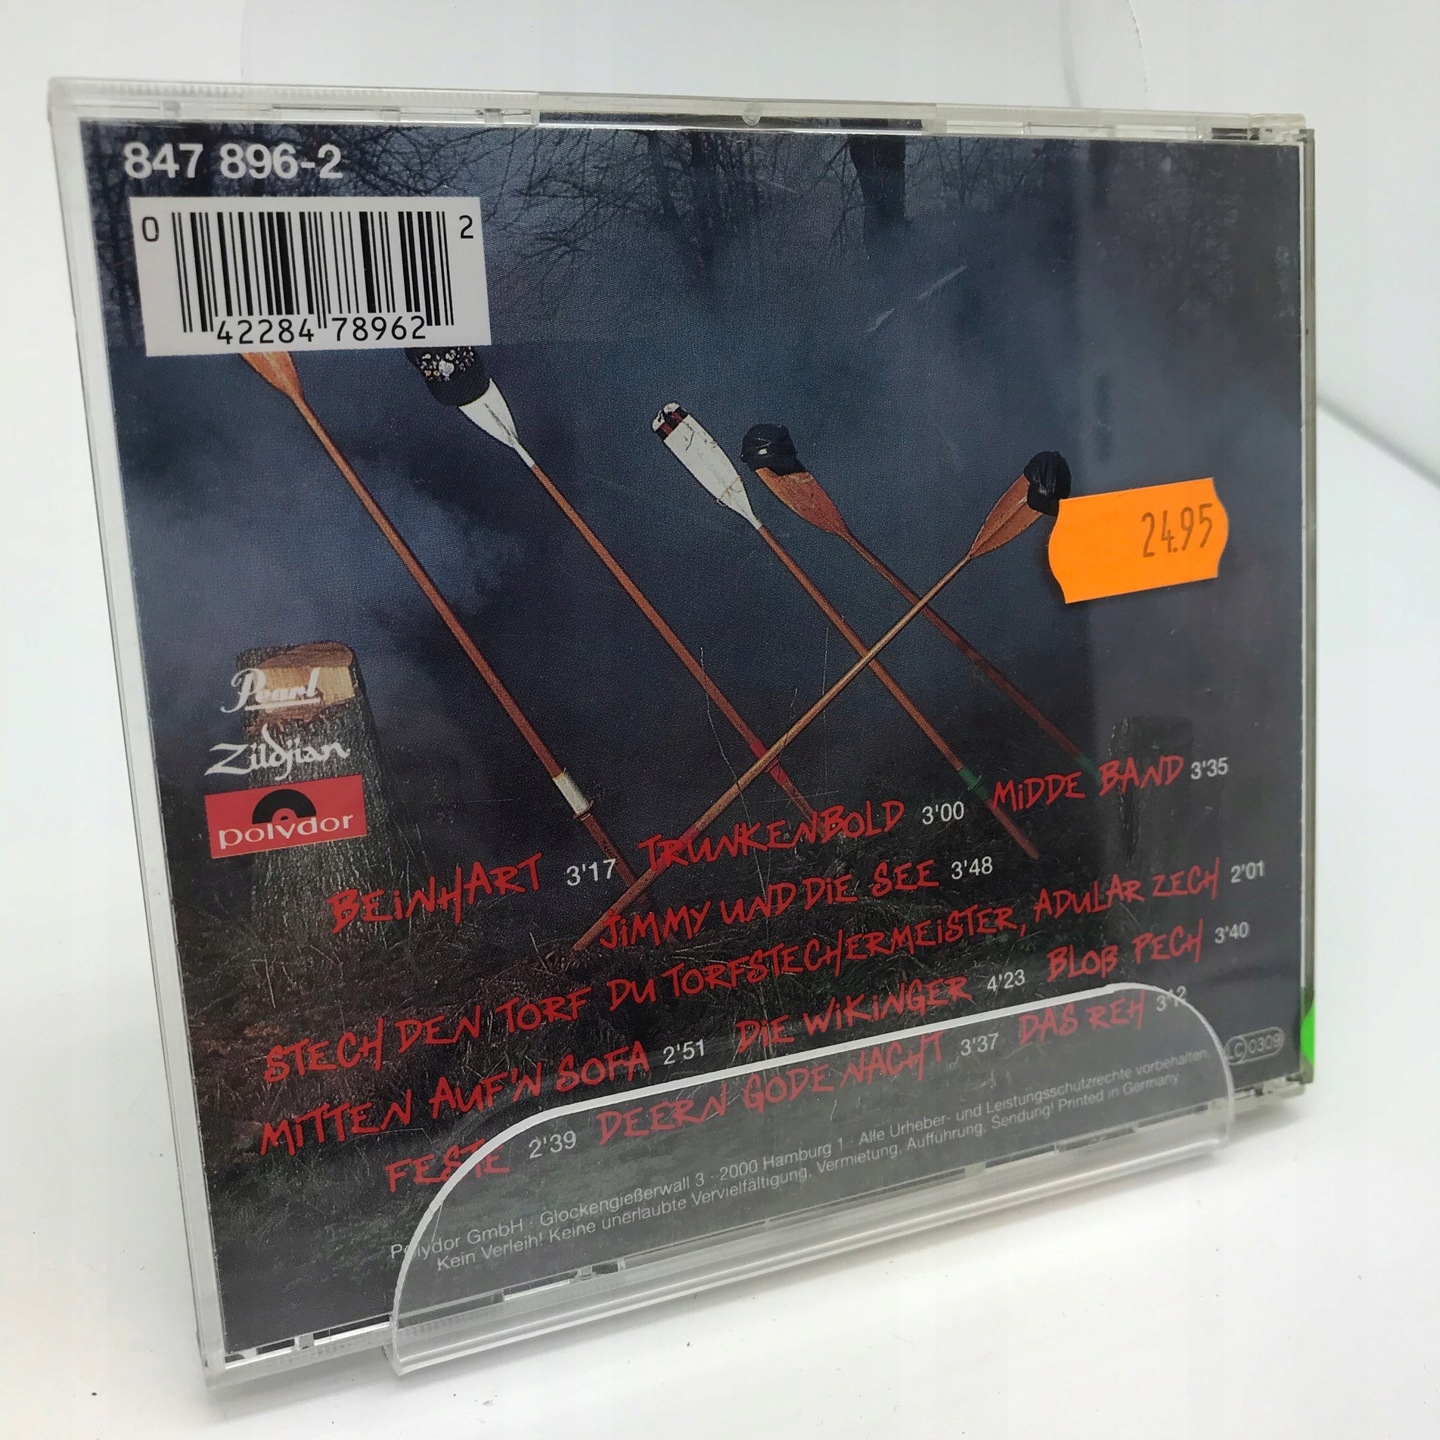 847 896-2
0 2
42284 78962
24.95
Pearl
Zildjian
polydor
BEINHART 3'17 TRUNKENBOLD 3'00 MIDDE BAND 3'35
JIMMY UND DIE SEE 3'48
STECH DEN TORF DU TORFSTECHERMEISTER, ADULAR ZECH 2'01
MITTEN AUF'N SOFA 2'51 DIE WIKINGER 4'23 BLOß PECH 3'40
FESTE 2'39 DEERN GODE NACHT 3'37 DAS REH 3'12
LC 0309
Polydor GmbH · Glockengießerwall 3 · 2000 Hamburg 1 · Alle Urheber- und Leistungsschutzrechte vorbehalten.
Kein Verleih! Keine unerlaubte Vervielfältigung, Vermietung, Aufführung, Sendung! Printed in Germany